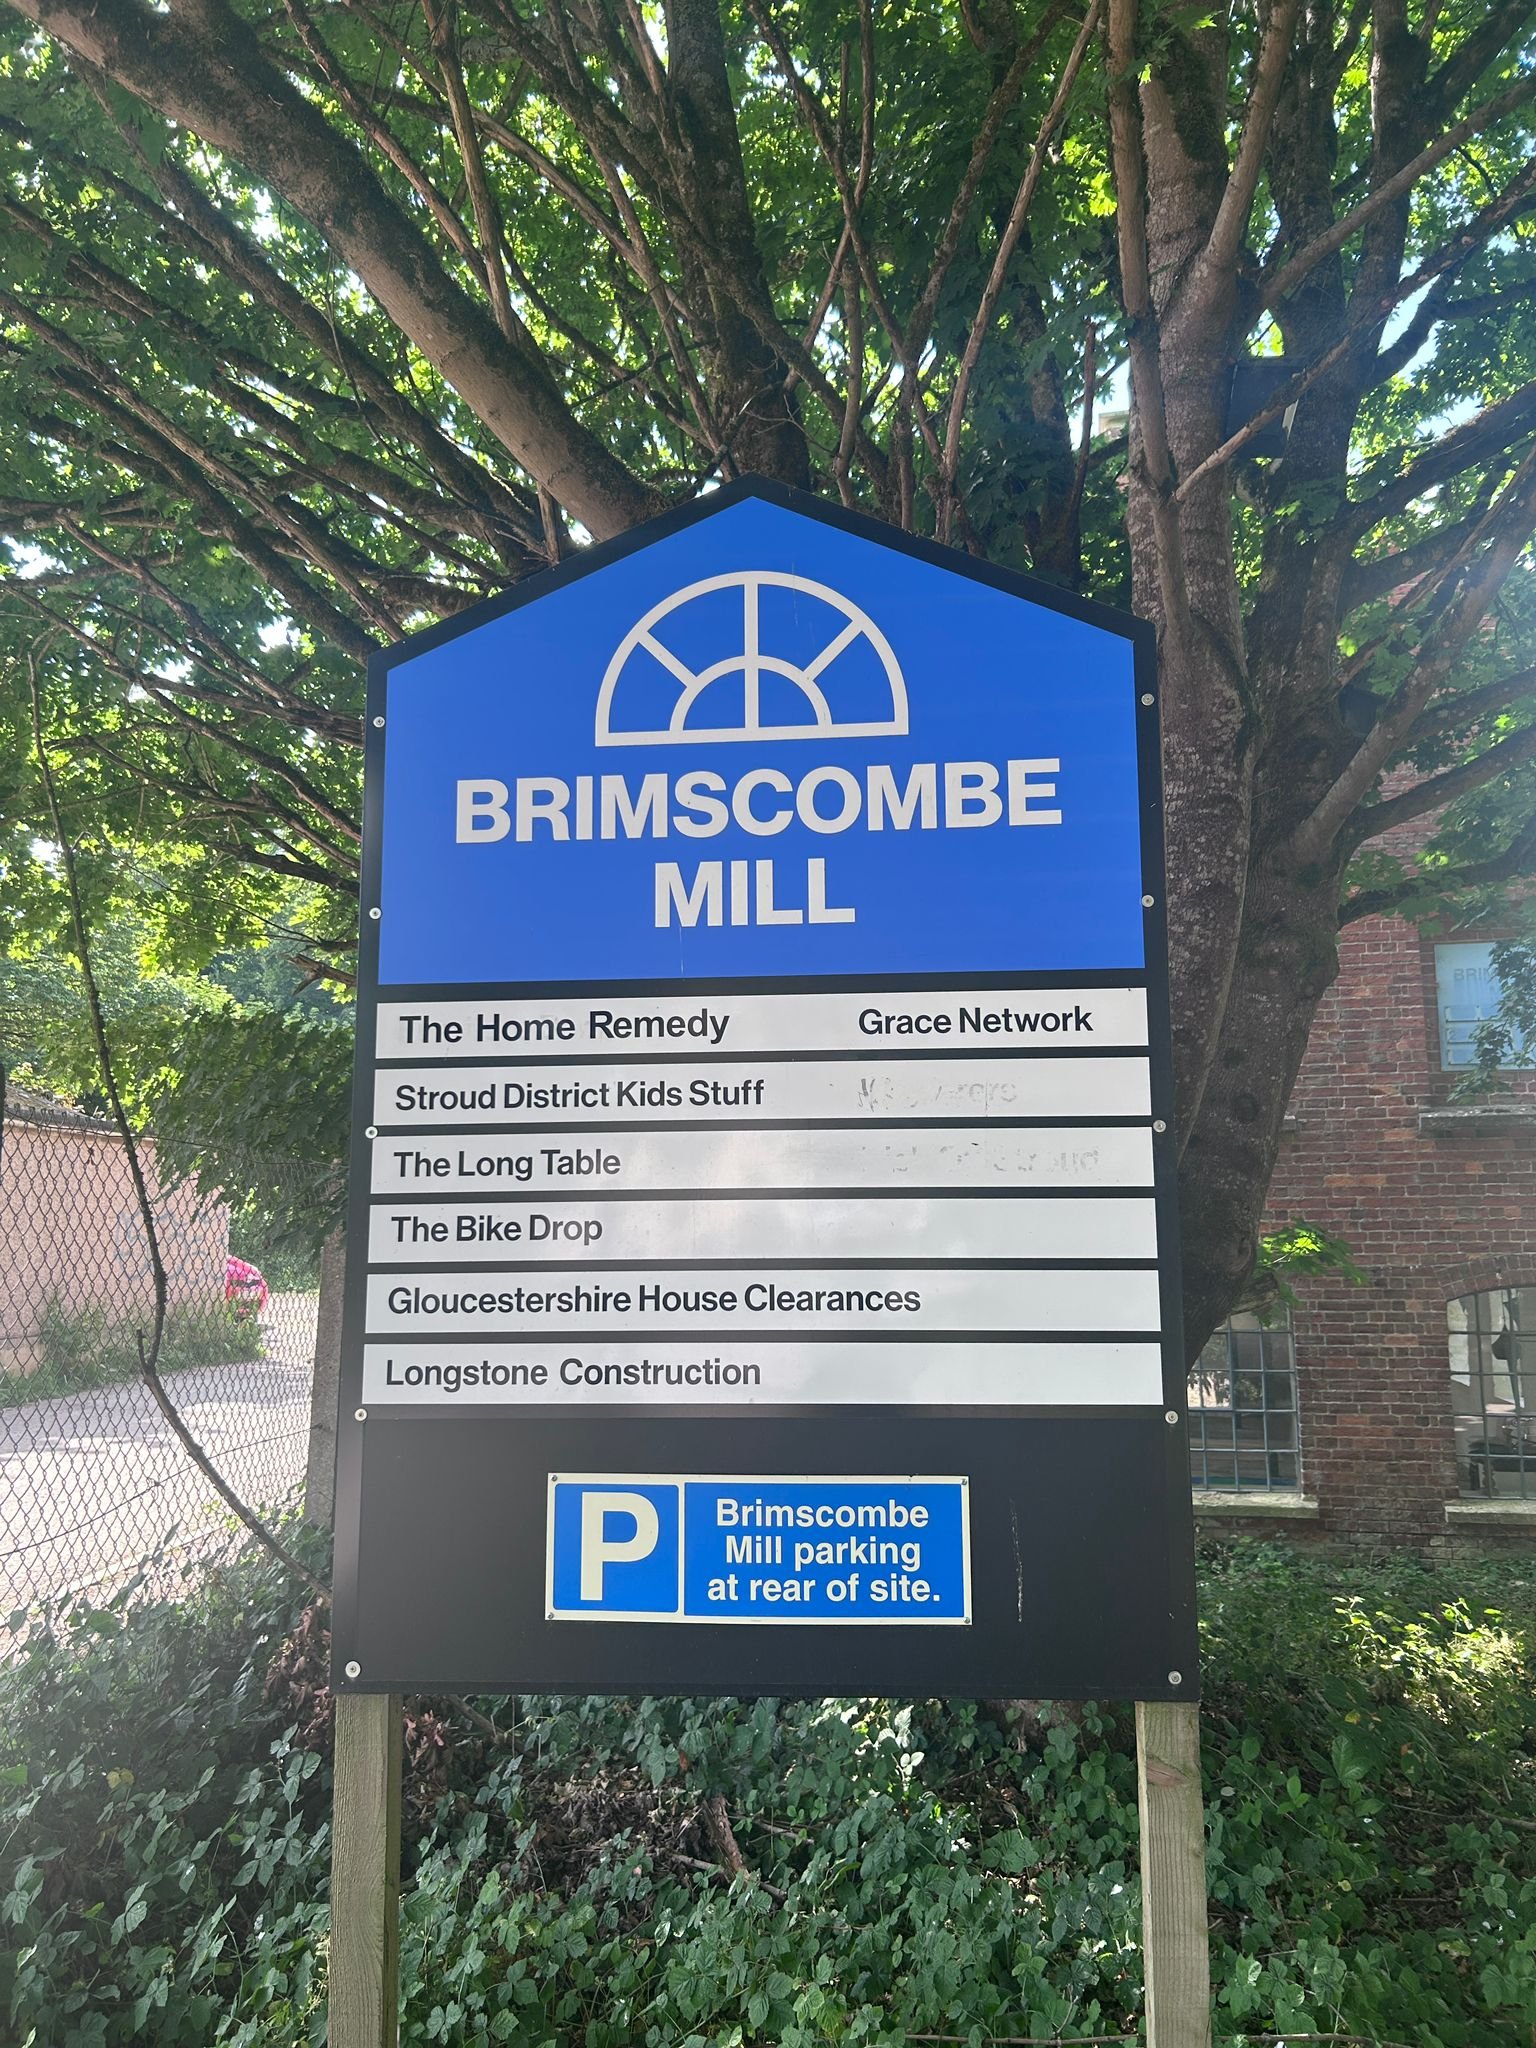 BRIMSCOMBE
MILL
The Home Remedy Grace Network
Stroud District Kids Stuff
The Long Table
The Bike Drop
Gloucestershire House Clearances
Longstone Construction
P
Brimscombe
Mill parking
at rear of site.